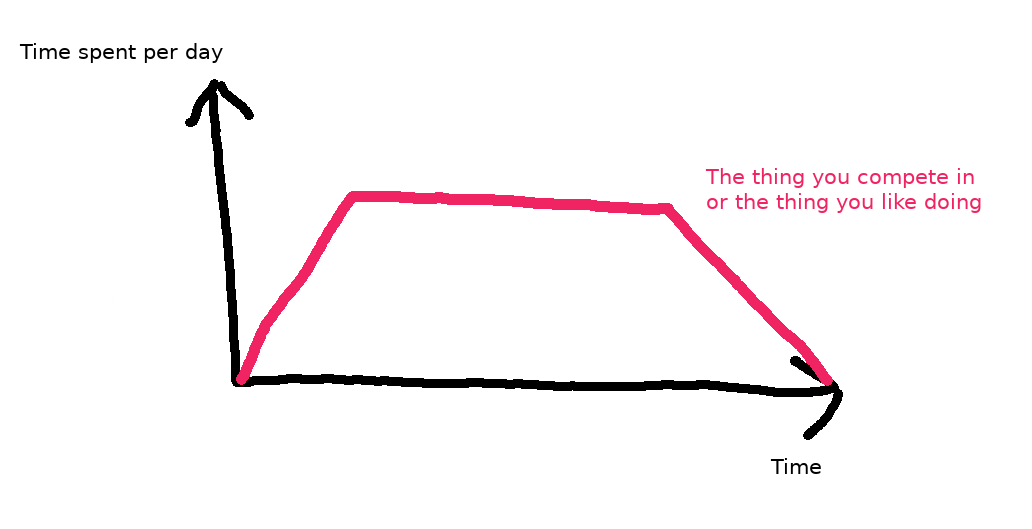 Time spent per day
The thing you compete in
or the thing you like doing
Time